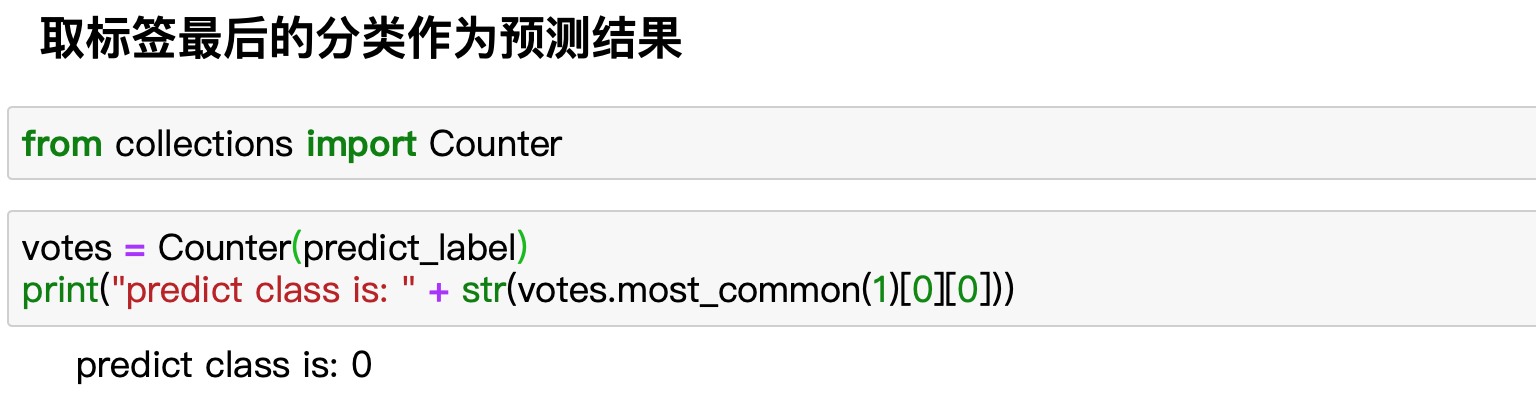 取标签最后的分类作为预测结果
from collections import Counter
votes = Counter(predict_label)
print("predict class is: " + str(votes.most_common(1)[0][0]))
predict class is: 0